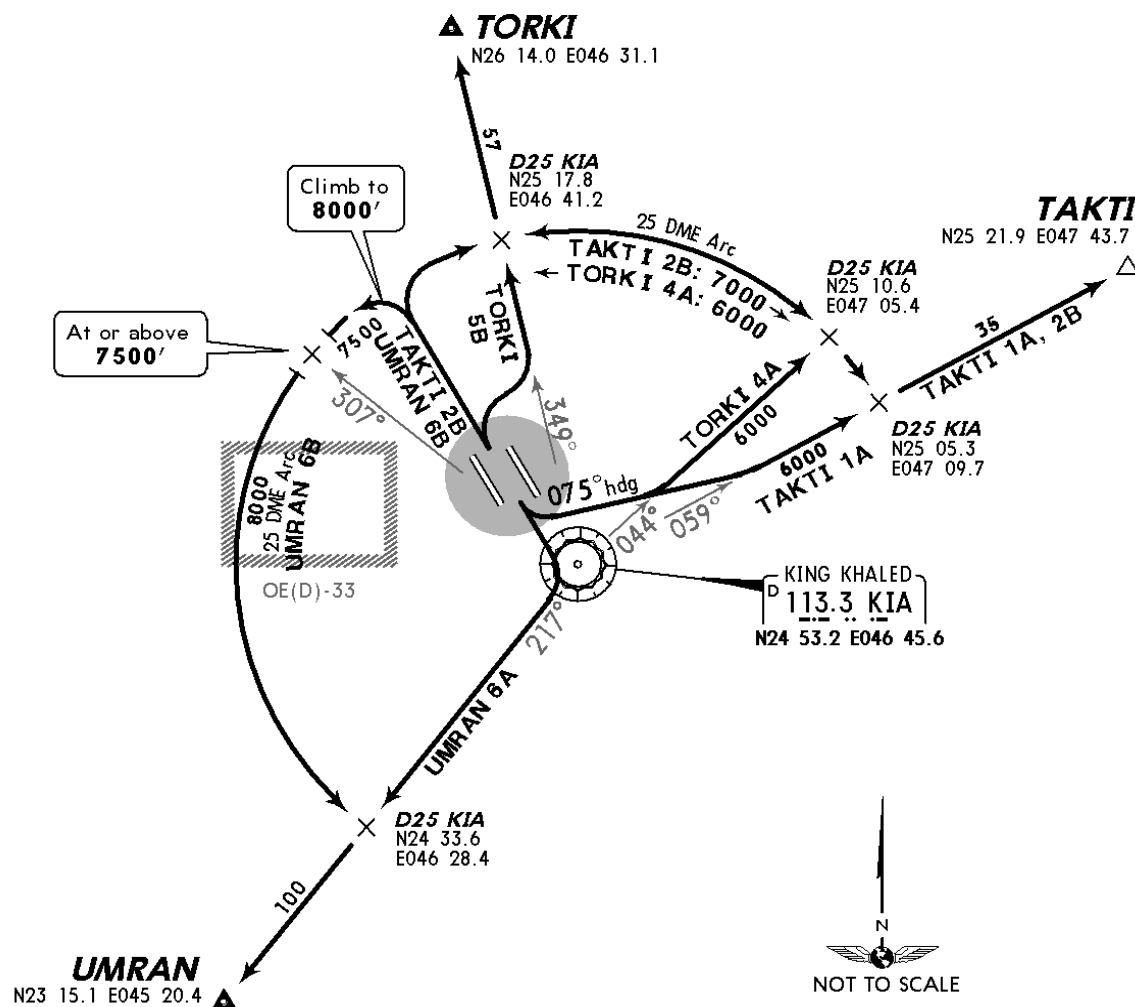 TORKI
N26 14.0 E046 31.1
57
D25 KIA
N25 17.8
E046 41.2
Climb to
8000'
TAKTI
N25 21.9 E047 43.7
25 DME Arc
TAKTI 2B: 7000
TORKI 4A: 6000
D25 KIA
N25 10.6
E047 05.4
At or above
7500'
7500
TAKTI 2B
UMRAN 6B
TORKI
5B
35
TAKTI 1A, 2B
307°
349°
TORKI 4A
6000
D25 KIA
N25 05.3
E047 09.7
6000
TAKTI 1A
075° hdg
044°
059°
8000
25 DME Arc
UMRAN 6B
OE(D)-33
KING KHALED
D
113.3 KIA
N24 53.2 E046 45.6
217°
UMRAN 6A
D25 KIA
N24 33.6
E046 28.4
100
UMRAN
N23 15.1 E045 20.4
N
NOT TO SCALE